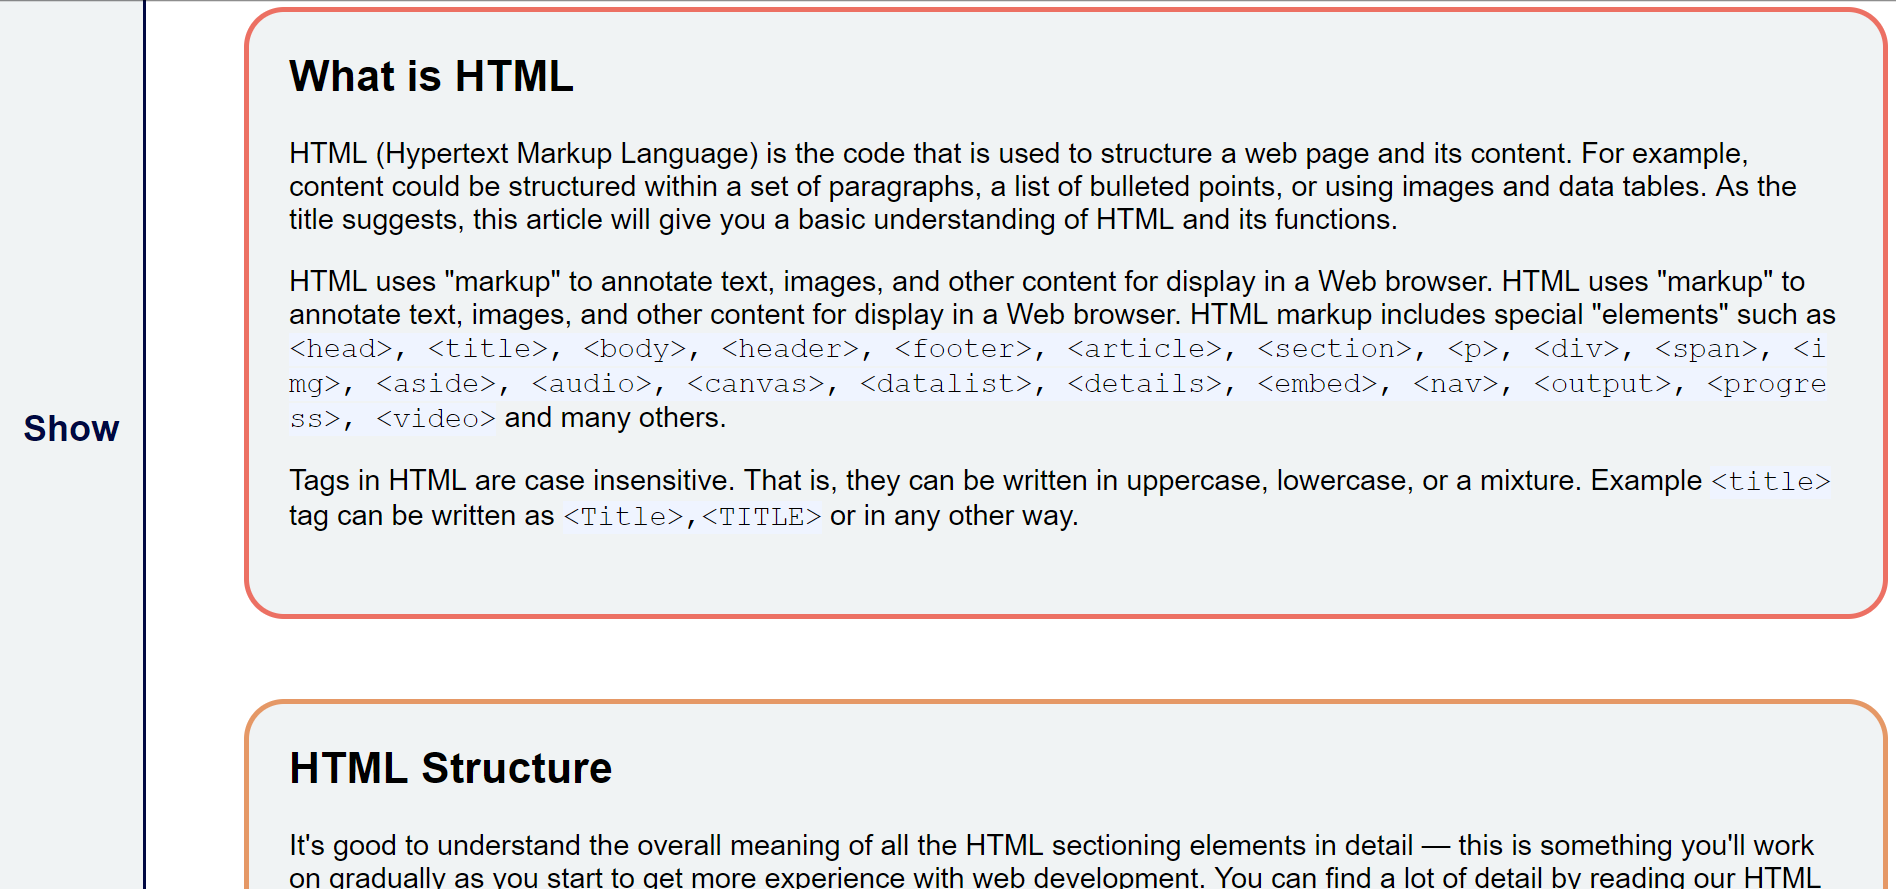 Show
What is HTML
HTML (Hypertext Markup Language) is the code that is used to structure a web page and its content. For example,
content could be structured within a set of paragraphs, a list of bulleted points, or using images and data tables. As the
title suggests, this article will give you a basic understanding of HTML and its functions.
HTML uses "markup" to annotate text, images, and other content for display in a Web browser. HTML uses "markup" to
annotate text, images, and other content for display in a Web browser. HTML markup includes special "elements" such as
<head>, <title>, <body>, <header>, <footer>, <article>, <section>, <p>, <div>, <span>, <i
mg>, <aside>, <audio>, <canvas>, <datalist>, <details>, <embed>, <nav>, <output>, <progre
ss>, <video> and many others.
Tags in HTML are case insensitive. That is, they can be written in uppercase, lowercase, or a mixture. Example <title>
tag can be written as <Title>,<TITLE> or in any other way.
HTML Structure
It's good to understand the overall meaning of all the HTML sectioning elements in detail — this is something you'll work
on gradually as you start to get more experience with web development. You can find a lot of detail by reading our HTML